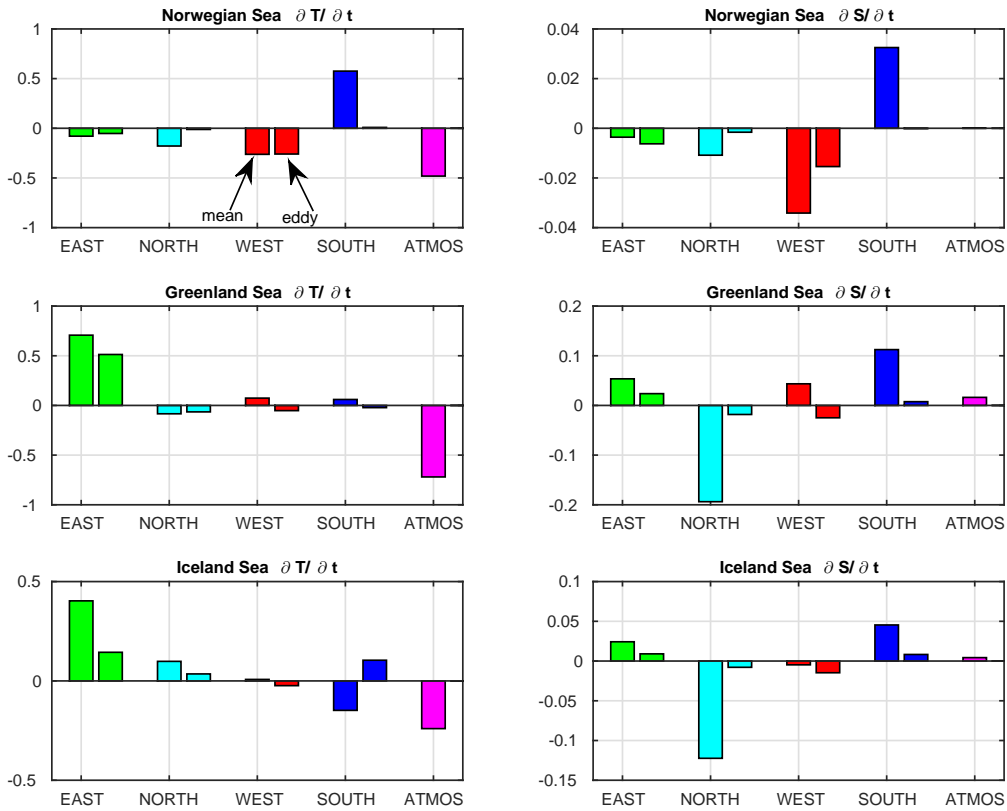 Norwegian Sea ∂ T/ ∂ t
1
0.5
0
-0.5
-1
mean
eddy
EAST NORTH WEST SOUTH ATMOS
Norwegian Sea ∂ S/ ∂ t
0.04
0.02
0
-0.02
-0.04
EAST NORTH WEST SOUTH ATMOS
Greenland Sea ∂ T/ ∂ t
1
0.5
0
-0.5
-1
EAST NORTH WEST SOUTH ATMOS
Greenland Sea ∂ S/ ∂ t
0.2
0.1
0
-0.1
-0.2
EAST NORTH WEST SOUTH ATMOS
Iceland Sea ∂ T/ ∂ t
0.5
0
-0.5
EAST NORTH WEST SOUTH ATMOS
Iceland Sea ∂ S/ ∂ t
0.1
0.05
0
-0.05
-0.1
-0.15
EAST NORTH WEST SOUTH ATMOS